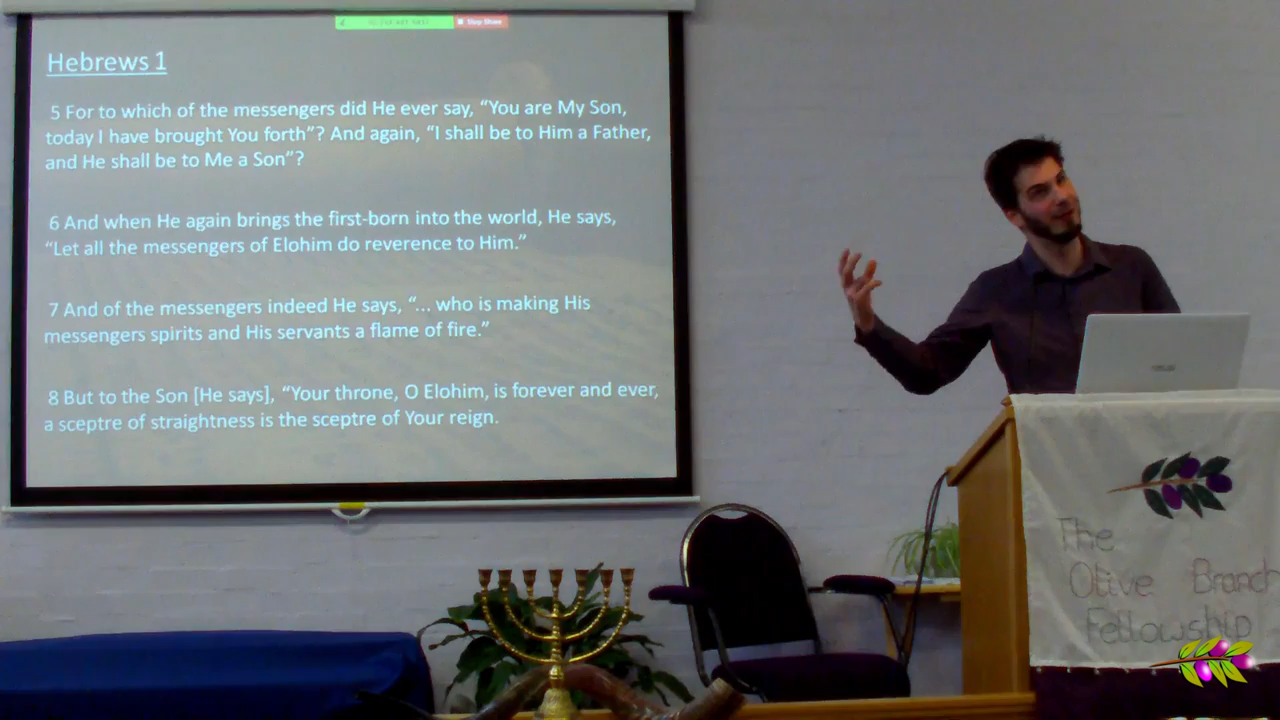 Stop Share
Hebrews 1
5 For to which of the messengers did He ever say, “You are My Son,
today I have brought You forth”? And again, “I shall be to Him a Father,
and He shall be to Me a Son”?
6 And when He again brings the first-born into the world, He says,
“Let all the messengers of Elohim do reverence to Him.”
7 And of the messengers indeed He says, “... who is making His
messengers spirits and His servants a flame of fire.”
8 But to the Son [He says], “Your throne, O Elohim, is forever and ever,
a sceptre of straightness is the sceptre of Your reign.
The
Olive Branch
Fellowship